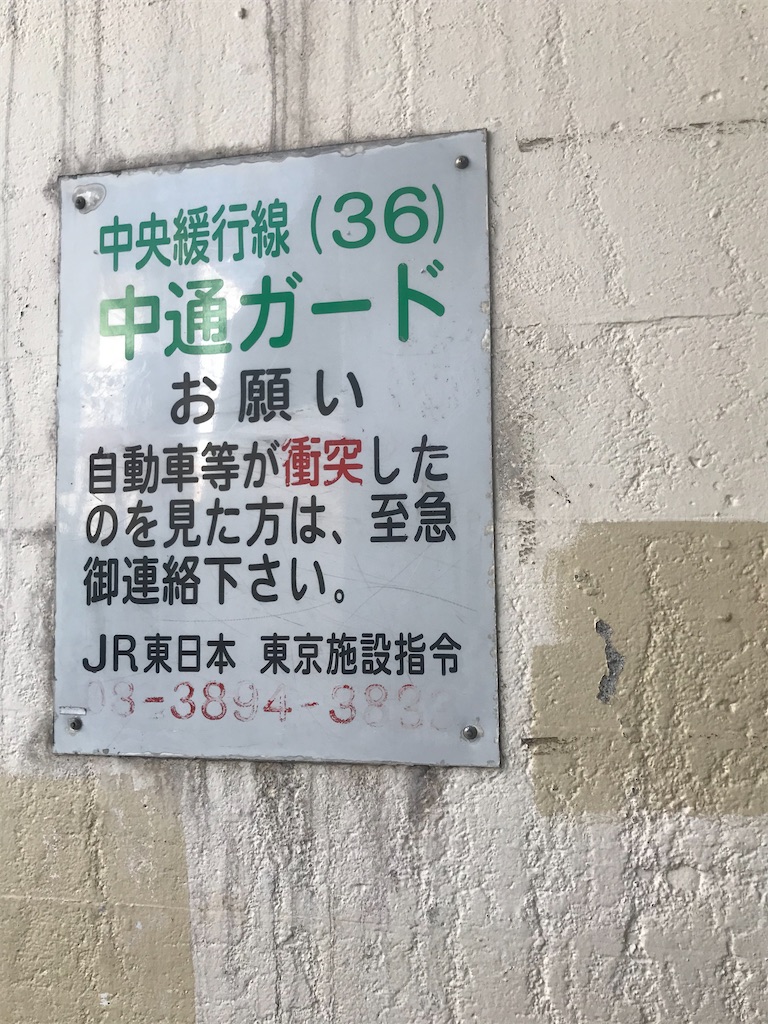 中央緩行線(36)
中通ガード
お願い
自動車等が衝突した
のを見た方は、至急
御連絡下さい。
JR東日本 東京施設指令
03-3894-